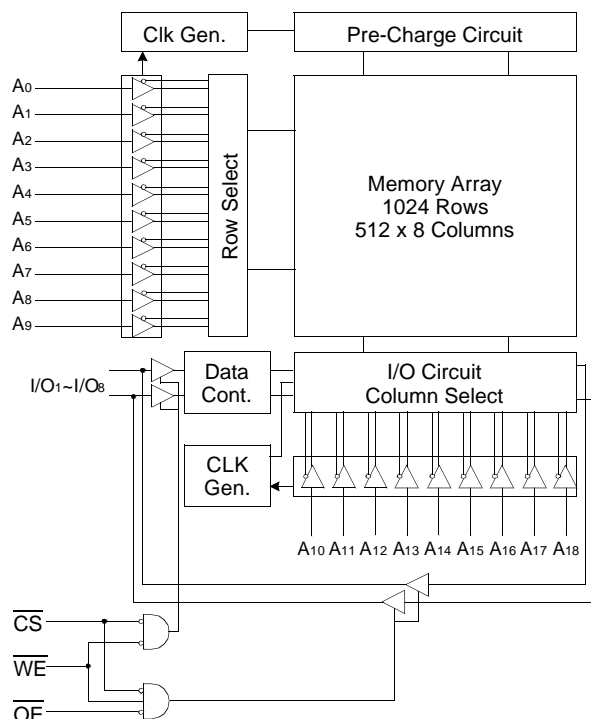 Clk Gen.
Pre-Charge Circuit
A0
A1
A2
A3
A4
A5
A6
A7
A8
A9
Row Select
Memory Array
1024 Rows
512 x 8 Columns
I/O1~I/O8
Data
Cont.
I/O Circuit
Column Select
CLK
Gen.
A10 A11 A12 A13 A14 A15 A16 A17 A18
CS
WE
OE